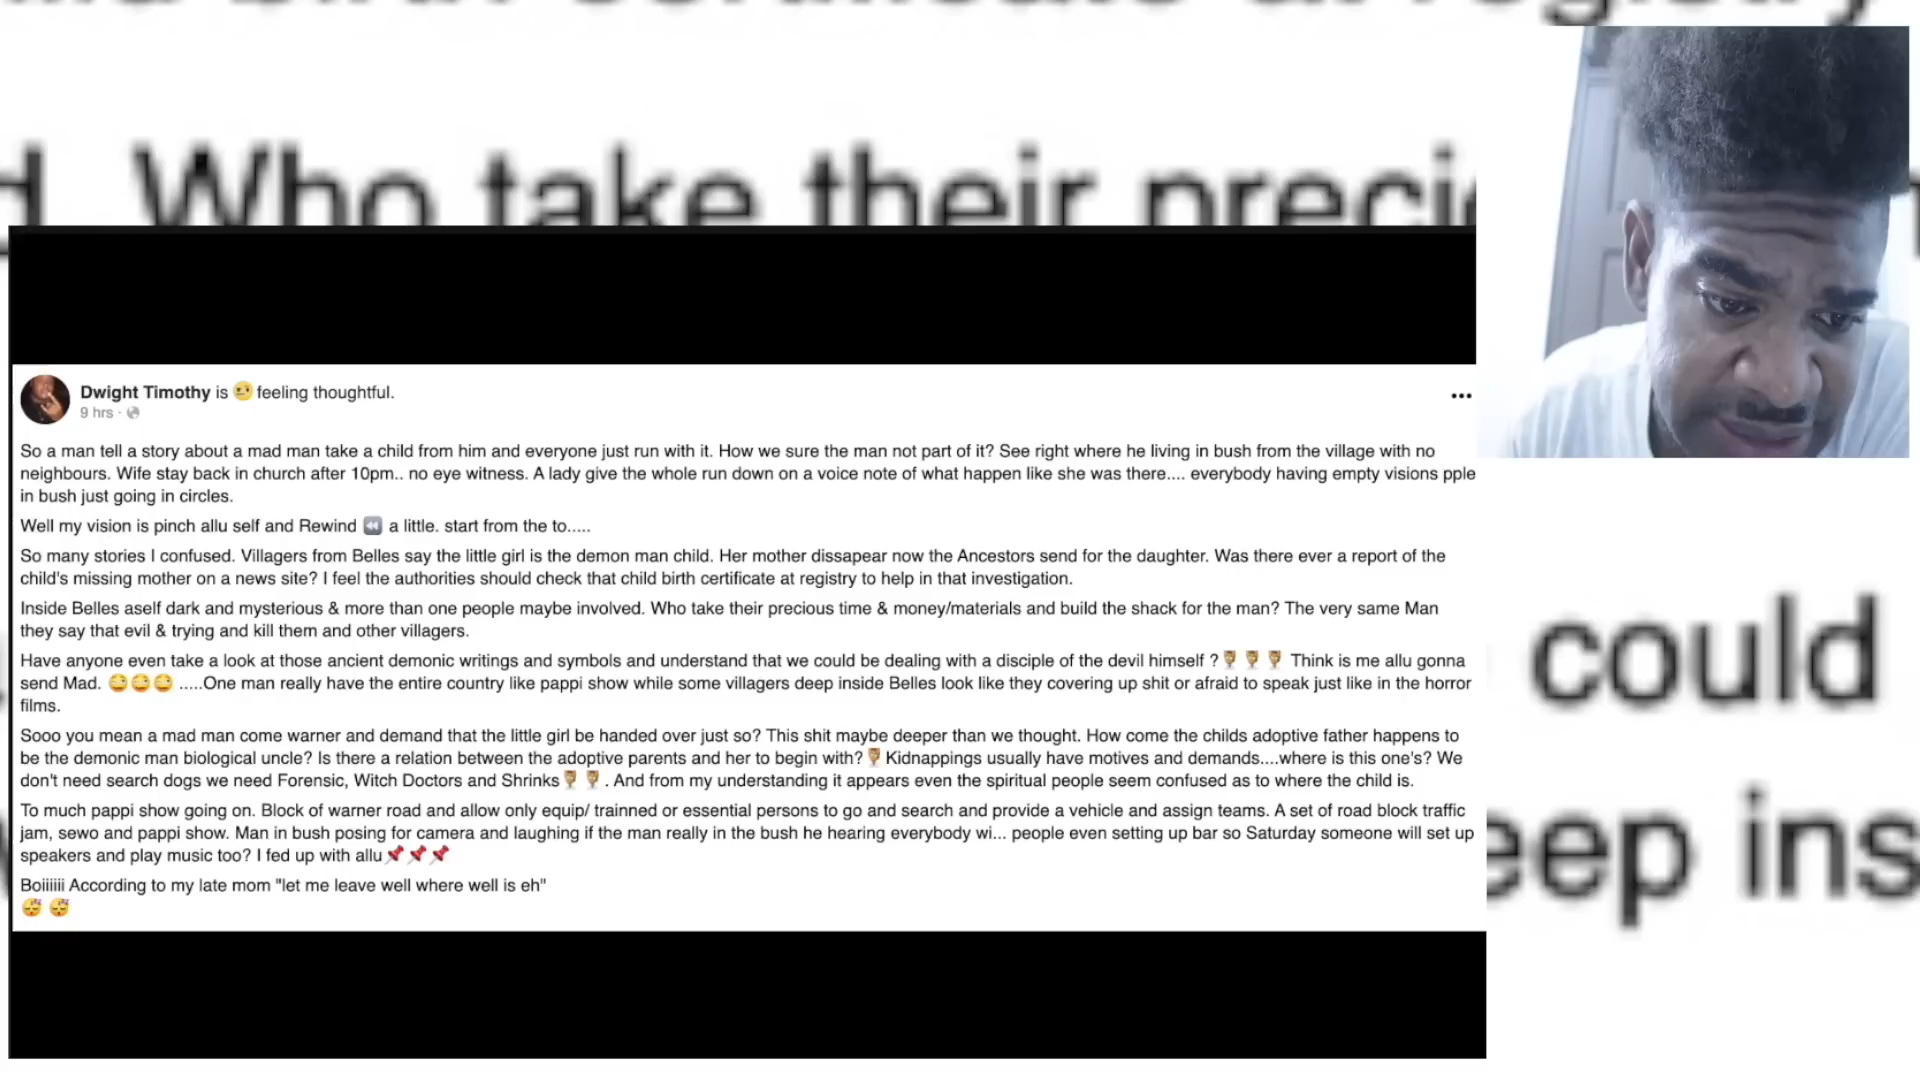 d. Who take their preci
Dwight Timothy is 🤨 feeling thoughtful.
9 hrs ·
So a man tell a story about a mad man take a child from him and everyone just run with it. How we sure the man not part of it? See right where he living in bush from the village with no
neighbours. Wife stay back in church after 10pm.. no eye witness. A lady give the whole run down on a voice note of what happen like she was there.... everybody having empty visions pple
in bush just going in circles.
Well my vision is pinch allu self and Rewind ⏪ a little. start from the to.....
So many stories I confused. Villagers from Belles say the little girl is the demon man child. Her mother dissapear now the Ancestors send for the daughter. Was there ever a report of the
child's missing mother on a news site? I feel the authorities should check that child birth certificate at registry to help in that investigation.
Inside Belles aself dark and mysterious & more than one people maybe involved. Who take their precious time & money/materials and build the shack for the man? The very same Man
they say that evil & trying and kill them and other villagers.
Have anyone even take a look at those ancient demonic writings and symbols and understand that we could be dealing with a disciple of the devil himself ? Think is me allu gonna
send Mad. 😜😜😜 .....One man really have the entire country like pappi show while some villagers deep inside Belles look like they covering up shit or afraid to speak just like in the horror
films.
Sooo you mean a mad man come warner and demand that the little girl be handed over just so? This shit maybe deeper than we thought. How come the childs adoptive father happens to
be the demonic man biological uncle? Is there a relation between the adoptive parents and her to begin with? Kidnappings usually have motives and demands....where is this one's? We
don't need search dogs we need Forensic, Witch Doctors and Shrinks . And from my understanding it appears even the spiritual people seem confused as to where the child is.
To much pappi show going on. Block of warner road and allow only equip/ trainned or essential persons to go and search and provide a vehicle and assign teams. A set of road block traffic
jam, sewo and pappi show. Man in bush posing for camera and laughing if the man really in the bush he hearing everybody wi... people even setting up bar so Saturday someone will set up
speakers and play music too? I fed up with allu📌📌📌
Boiiiiii According to my late mom "let me leave well where well is eh"
😴 😴
could
eep ins